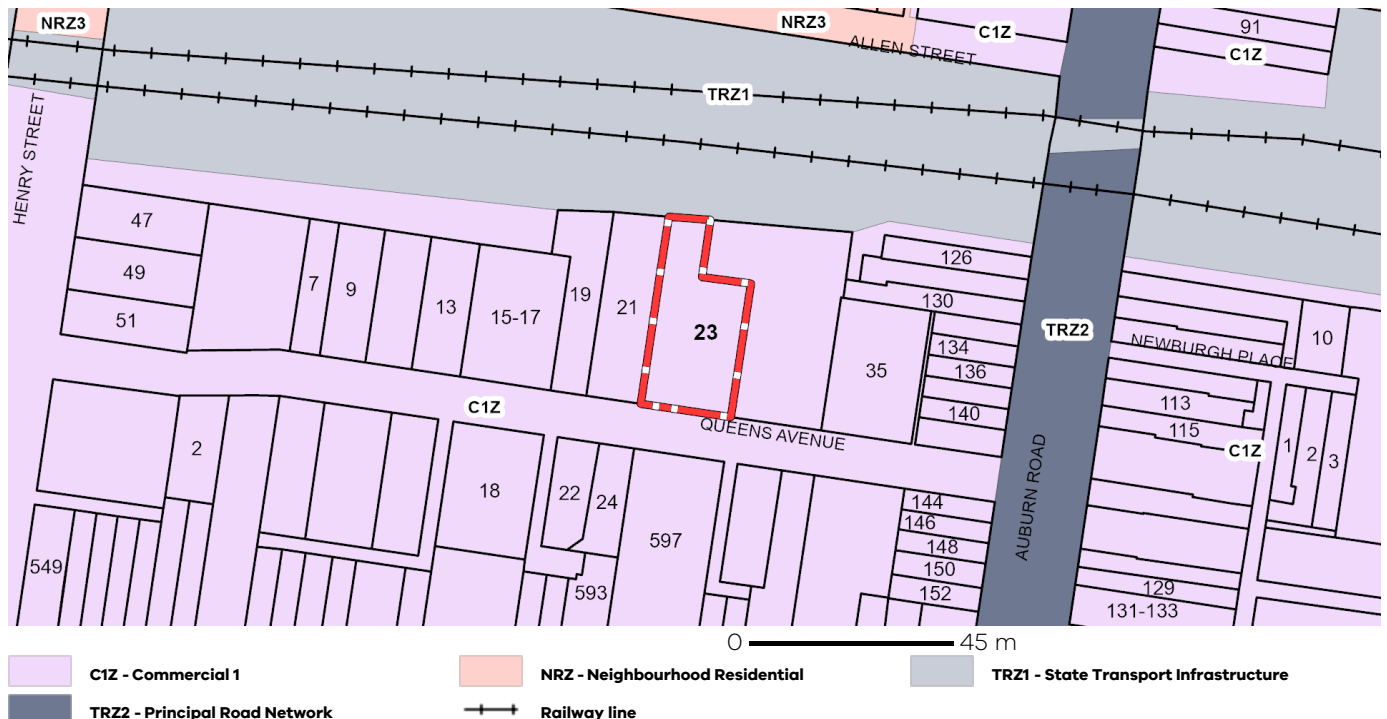 NRZ3
NRZ3
C1Z
91
C1Z
ALLEN STREET
TRZ1
HENRY STREET
47
49
51
7
9
13
15-17
19
21
23
126
130
134
136
140
35
TRZ2
NEWBURGH PLACE
10
113
115
C1Z
1
2
3
C1Z
QUEENS AVENUE
AUBURN ROAD
2
18
22
24
597
593
549
144
146
148
150
152
129
131-133
0 45 m
C1Z - Commercial 1
NRZ - Neighbourhood Residential
TRZ1 - State Transport Infrastructure
TRZ2 - Principal Road Network
Railway line